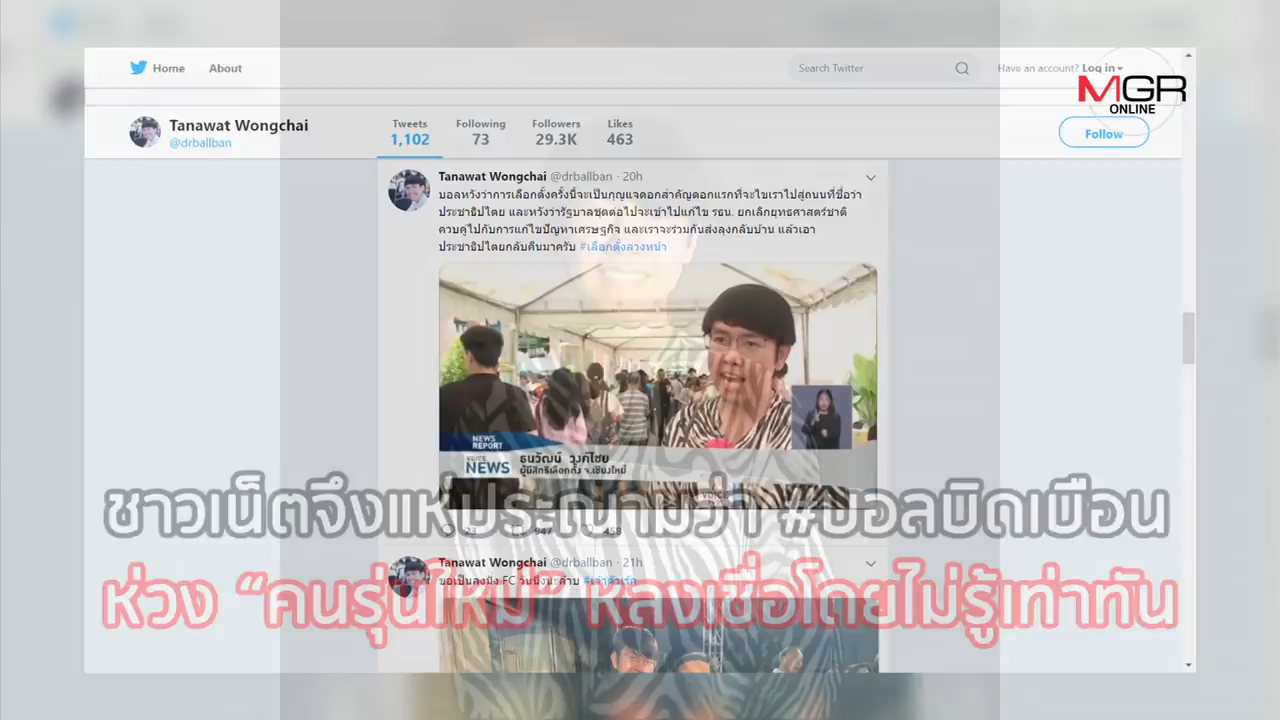 Home About
Search Twitter
Have an account? Log in
MGR
ONLINE
Tanawat Wongchai
@drballban
Tweets
1,102
Following
73
Followers
29.3K
Likes
463
Follow
Tanawat Wongchai @drballban · 20h
บอลหวังว่าการเลือกตั้งครั้งนี้จะเป็นกุญแจดอกสำคัญดอกแรกที่จะไขเราไปสู่ถนนที่ชื่อว่า
ประชาธิปไตย และหวังว่ารัฐบาลชุดต่อไปจะเข้าไปแก้ไข รธน. ยกเลิกยุทธศาสตร์ชาติ
ควบคู่ไปกับการแก้ไขปัญหาเศรษฐกิจ และเราจะร่วมกันส่งลุงกลับบ้าน แล้วเอา
ประชาธิปไตยกลับคืนมาครับ #เลือกตั้งล่วงหน้า
NEWS
REPORT
VOICE
NEWS
ธนวัฒน์ วงค์ไชย
ผู้มีสิทธิเลือกตั้ง จ.เชียงใหม่
VOICE
ชาวเน็ตจึงแห่ประณามว่า #บอลบิดเบือน
23 947 458
Tanawat Wongchai @drballban · 21h
#เจ้าตัวเร็ก
ห่วง “คนรุ่นใหม่” หลงเชื่อโดยไม่รู้เท่าทัน